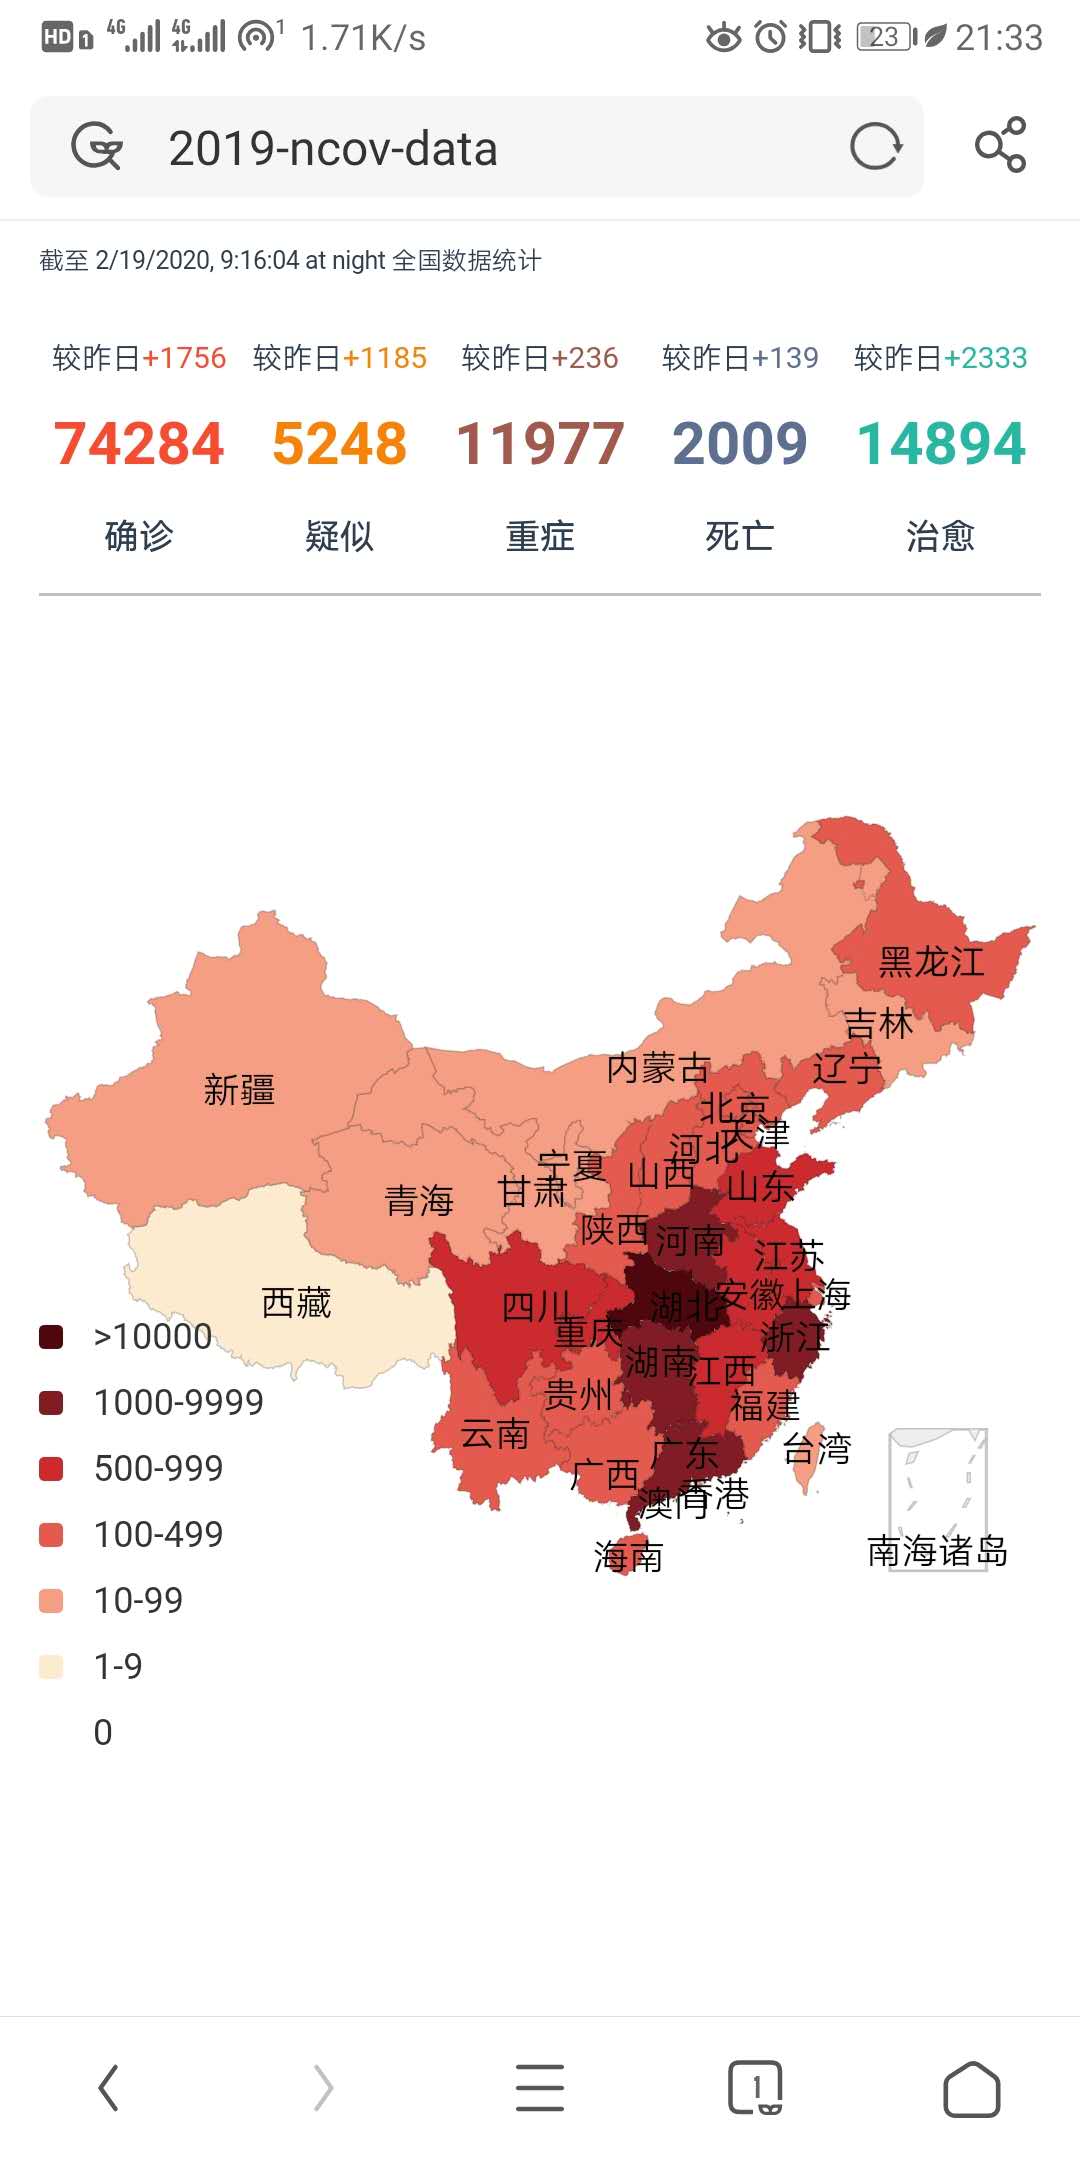 HD 1 4G 4G 1 1.71K/s 23 21:33
2019-ncov-data
截至 2/19/2020, 9:16:04 at night 全国数据统计
较昨日+1756 较昨日+1185 较昨日+236 较昨日+139 较昨日+2333
74284 5248 11977 2009 14894
确诊 疑似 重症 死亡 治愈
黑龙江
吉林
内蒙古 辽宁
新疆
北京
天津
河北
宁夏 山西
甘肃 山东
青海
陕西 河南
江苏
西藏 四川 湖北 安徽 上海
重庆 浙江
湖南 江西
贵州 福建
云南 广东 台湾
广西
澳门 香港
海南 南海诸岛
>10000
1000-9999
500-999
100-499
10-99
1-9
0
1